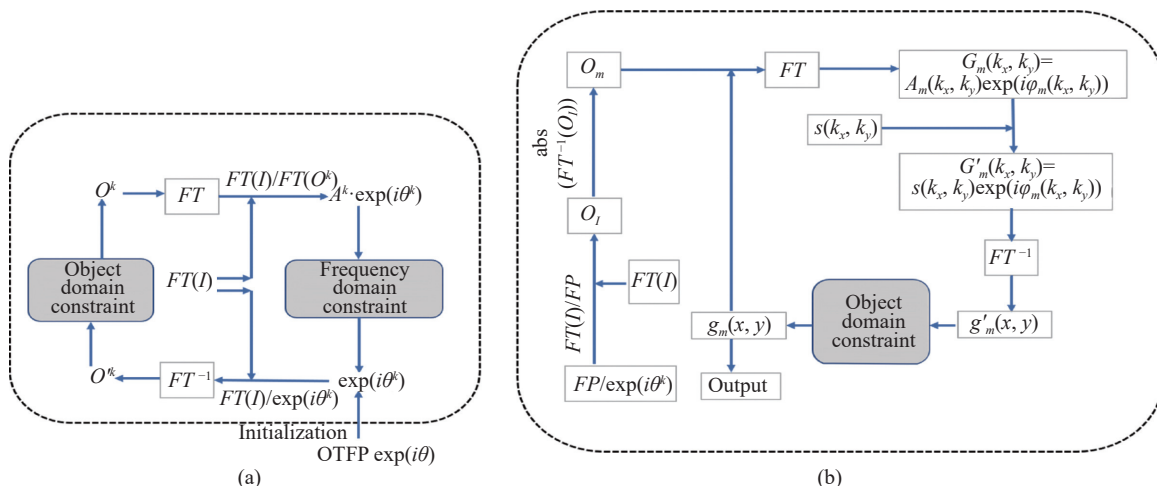 O^k
FT
FT(I)/FT(O^k)
A^k·exp(iθ^k)
FT(I)
Object
domain
constraint
Frequency
domain
constraint
O'^k
FT⁻¹
FT(I)/exp(iθ^k)
exp(iθ^k)
Initialization
OTFP exp(iθ)
(a)
O_m
FT
G_m(k_x, k_y)=
A_m(k_x, k_y)exp(iφ_m(k_x, k_y))
abs
(FT⁻¹(O_I))
s(k_x, k_y)
G'_m(k_x, k_y)=
s(k_x, k_y)exp(iφ_m(k_x, k_y))
O_I
FT⁻¹
FT(I)/FP
FT(I)
Object
domain
constraint
g_m(x, y)
g'_m(x, y)
FP/exp(iθ^k)
Output
(b)